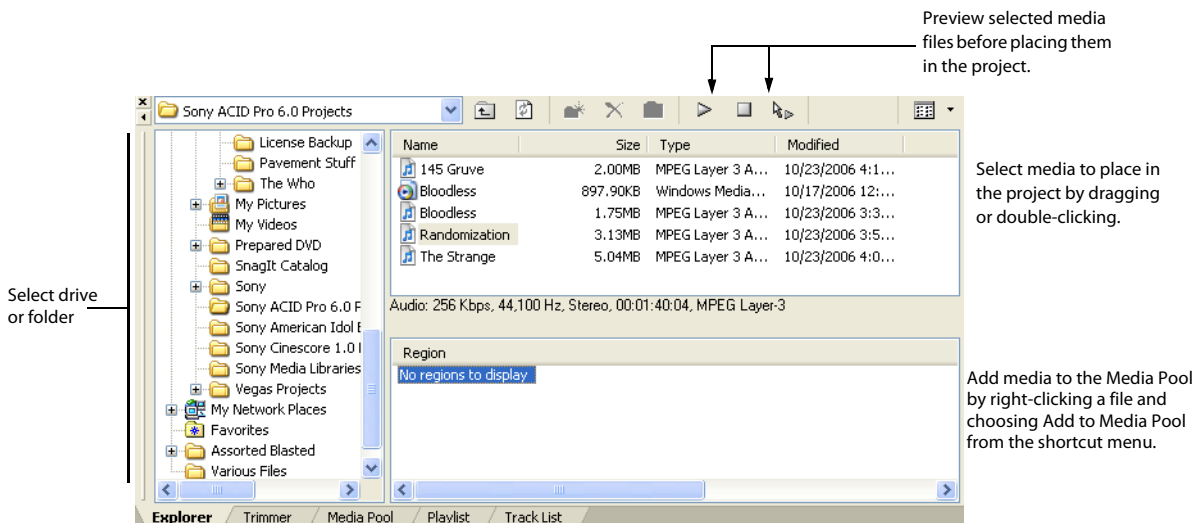 Preview selected media
files before placing them
in the project.
Sony ACID Pro 6.0 Projects
License Backup
Pavement Stuff
The Who
My Pictures
My Videos
Prepared DVD
SnagIt Catalog
Sony
Sony ACID Pro 6.0 P
Sony American Idol E
Sony Cinescore 1.0 I
Sony Media Libraries
Vegas Projects
My Network Places
Favorites
Assorted Blasted
Various Files
Select drive
or folder
Name Size Type Modified
145 Gruve 2.00MB MPEG Layer 3 A... 10/23/2006 4:1...
Bloodless 897.90KB Windows Media... 10/17/2006 12:...
Bloodless 1.75MB MPEG Layer 3 A... 10/23/2006 3:3...
Randomization 3.13MB MPEG Layer 3 A... 10/23/2006 3:5...
The Strange 5.04MB MPEG Layer 3 A... 10/23/2006 4:0...
Audio: 256 Kbps, 44,100 Hz, Stereo, 00:01:40:04, MPEG Layer-3
Region
No regions to display
Select media to place in
the project by dragging
or double-clicking.
Add media to the Media Pool
by right-clicking a file and
choosing Add to Media Pool
from the shortcut menu.
Explorer Trimmer Media Pool Playlist Track List